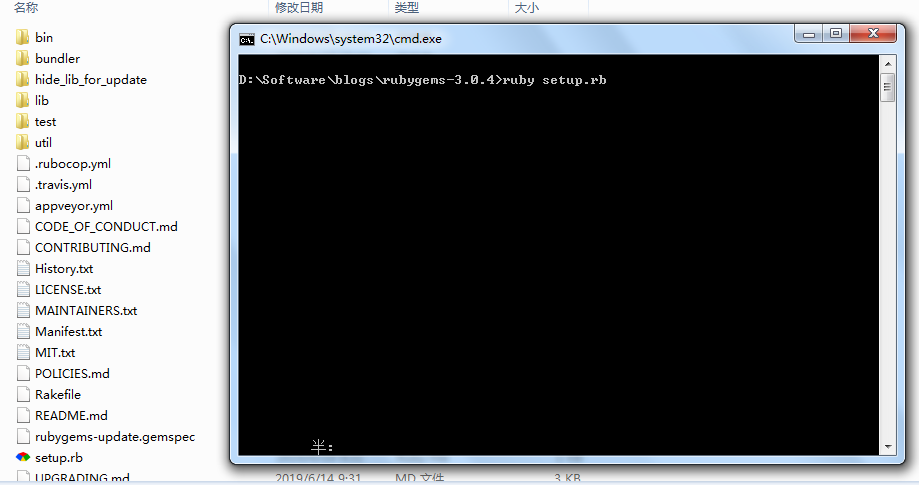 名称 修改日期 类型 大小
bin
bundler
hide_lib_for_update
lib
test
util
.rubocop.yml
.travis.yml
appveyor.yml
CODE_OF_CONDUCT.md
CONTRIBUTING.md
History.txt
LICENSE.txt
MAINTAINERS.txt
Manifest.txt
MIT.txt
POLICIES.md
Rakefile
README.md
rubygems-update.gemspec
setup.rb
UPGRADING.md 2019/6/14 9:31 MD 文件 3 KB
C:\Windows\system32\cmd.exe
D:\Software\blogs\rubygems-3.0.4>ruby setup.rb
半: